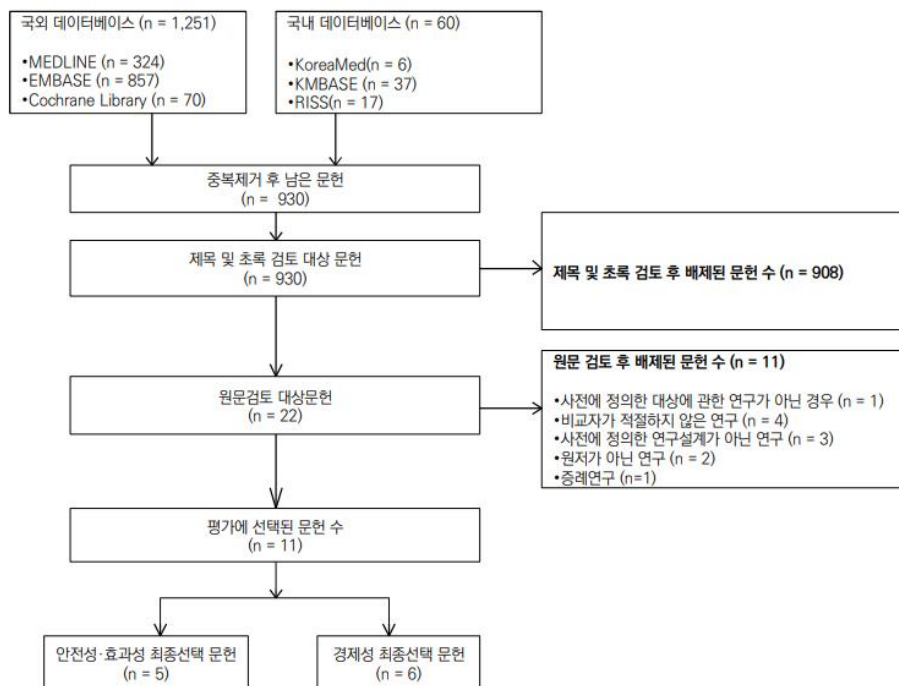 국외 데이터베이스 (n = 1,251)
•MEDLINE (n = 324)
•EMBASE (n = 857)
•Cochrane Library (n = 70)
국내 데이터베이스 (n = 60)
•KoreaMed(n = 6)
•KMBASE (n = 37)
•RISS(n = 17)
중복제거 후 남은 문헌
(n = 930)
제목 및 초록 검토 대상 문헌
(n = 930)
제목 및 초록 검토 후 배제된 문헌 수 (n = 908)
원문검토 대상문헌
(n = 22)
원문 검토 후 배제된 문헌 수 (n = 11)
•사전에 정의한 대상에 관한 연구가 아닌 경우 (n = 1)
•비교자가 적절하지 않은 연구 (n = 4)
•사전에 정의한 연구설계가 아닌 연구 (n = 3)
•원저가 아닌 연구 (n = 2)
•증례연구 (n=1)
평가에 선택된 문헌 수
(n = 11)
안전성·효과성 최종선택 문헌
(n = 5)
경제성 최종선택 문헌
(n = 6)